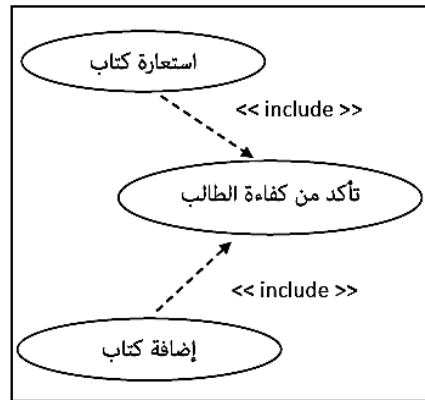 استعارة كتاب
<< include >>
تأكد من كفاءة الطالب
<< include >>
إضافة كتاب